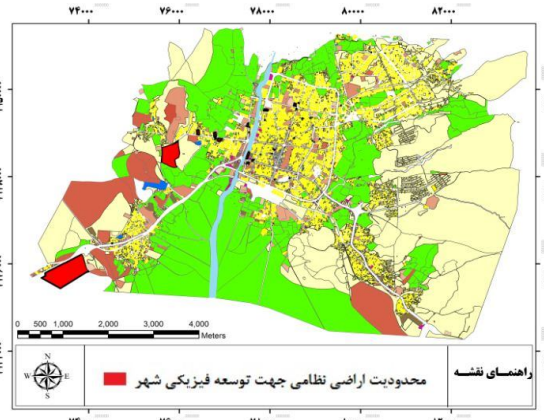 ۷۴۰۰۰ ۷۶۰۰۰ ۷۸۰۰۰ ۸۰۰۰۰ ۸۲۰۰۰
0 500 1,000 2,000 3,000 4,000
Meters
N
W E
S
محدودیت اراضی نظامی جهت توسعه فیزیکی شهر
راهنمای نقشه